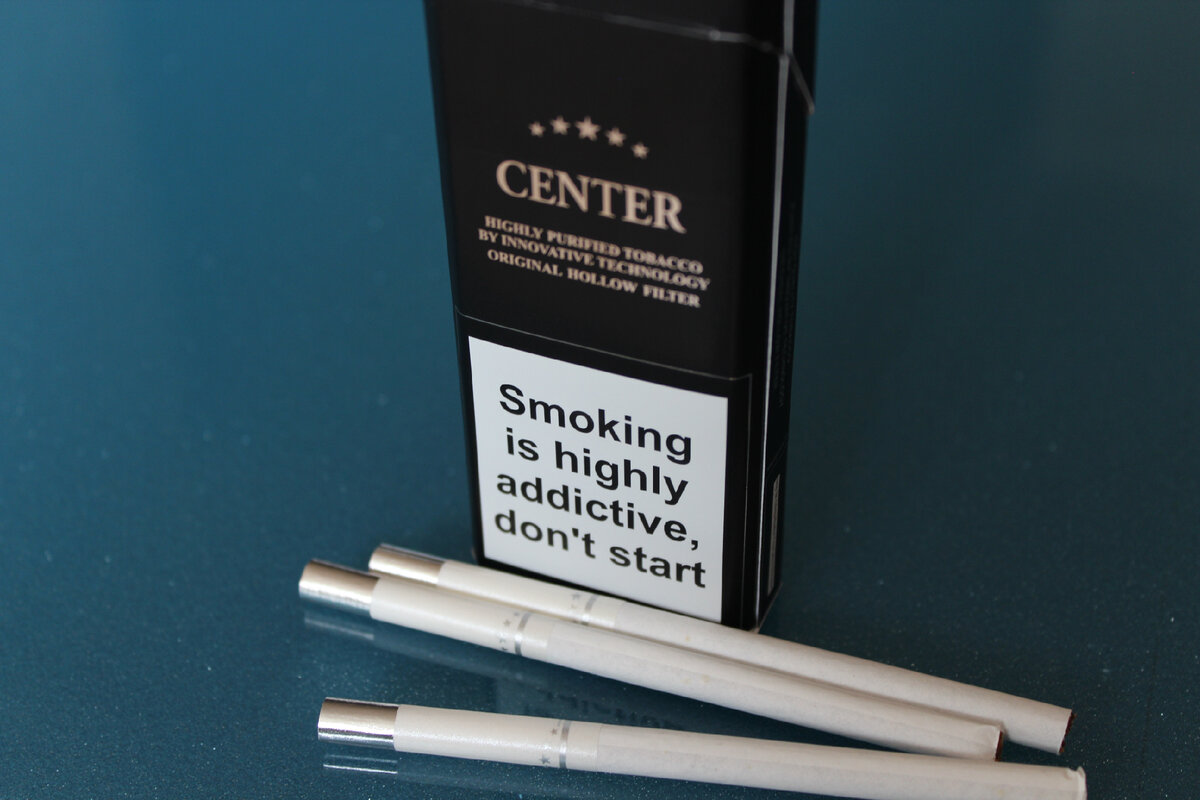 CENTER
HIGHLY PURIFIED TOBACCO
BY INNOVATIVE TECHNOLOGY
ORIGINAL HOLLOW FILTER
Smoking
is highly
addictive,
don't start